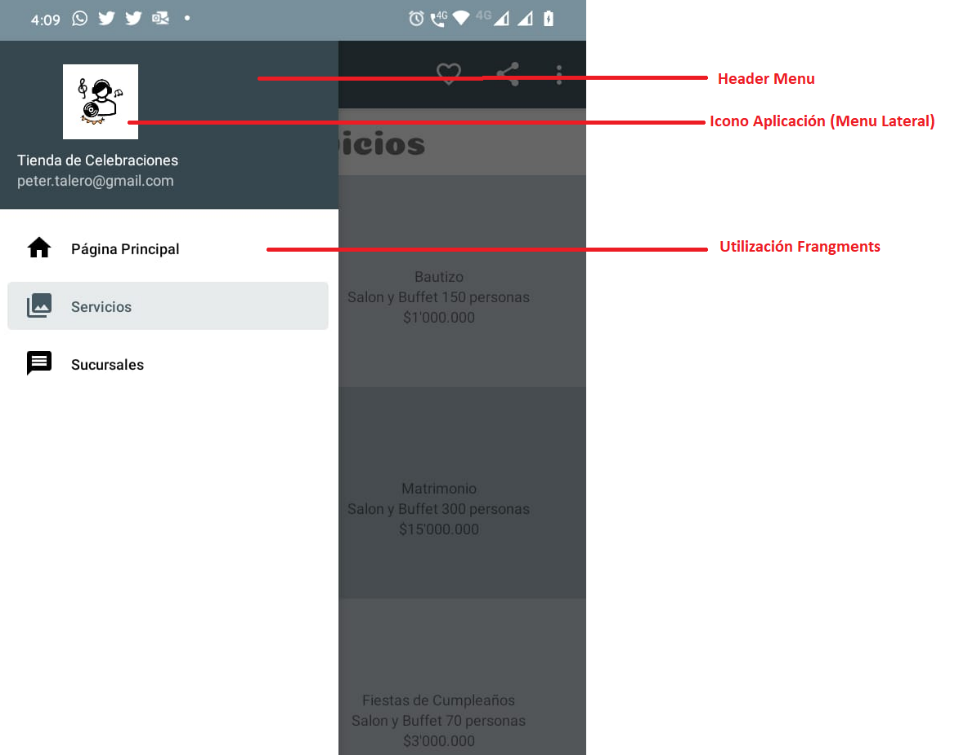 4:09
4G
4G
Header Menu
Icono Aplicación (Menu Lateral)
icios
Tienda de Celebraciones
peter.talero@gmail.com
Página Principal
Utilización Frangments
Servicios
Sucursales
Bautizo
Salon y Buffet 150 personas
$1'000.000
Matrimonio
Salon y Buffet 300 personas
$15'000.000
Fiestas de Cumpleaños
Salon y Buffet 70 personas
$3'000.000